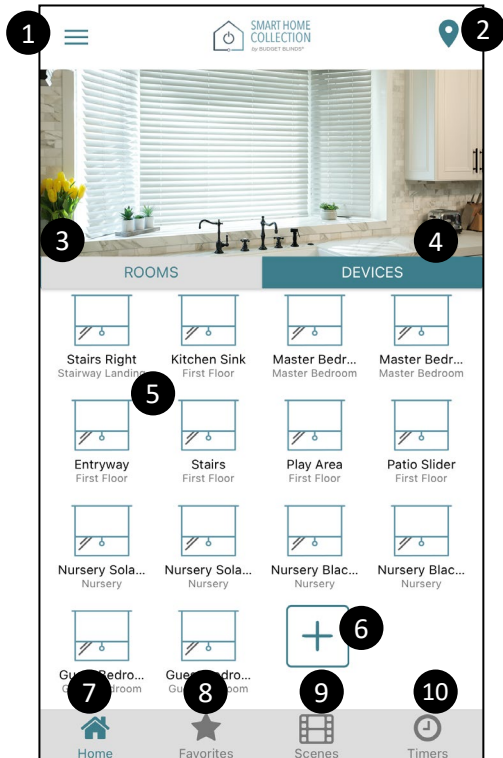 1
SMART HOME
COLLECTION
by BUDGET BLINDS®
2
3
4
ROOMS DEVICES
Stairs Right Kitchen Sink Master Bedr... Master Bedr...
Stairway Landing First Floor Master Bedroom Master Bedroom
5
Entryway Stairs Play Area Patio Slider
First Floor First Floor First Floor First Floor
Nursery Sola... Nursery Sola... Nursery Blac... Nursery Blac...
Nursery Nursery Nursery Nursery
6
7 8 9 10
Home Favorites Scenes Timers